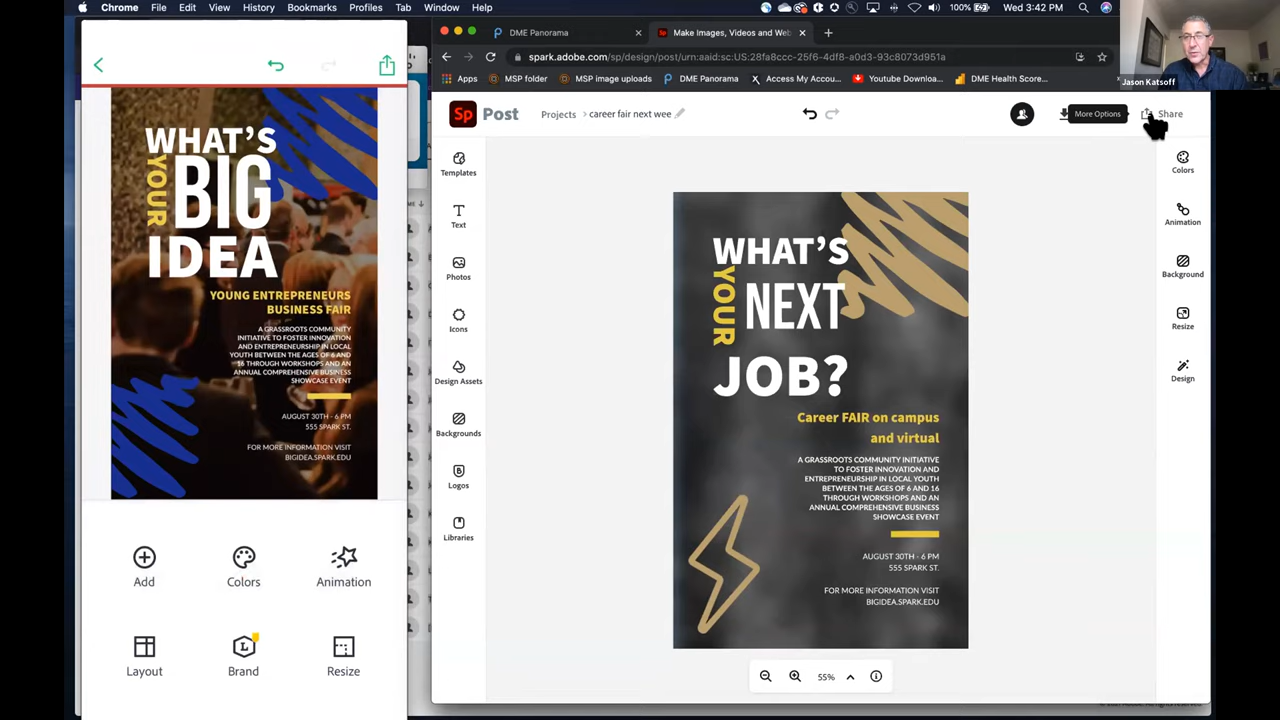 Chrome File Edit View History Bookmarks Profiles Tab Window Help
100% Wed 3:42 PM
Jason Katsoff
WHAT'S
YOUR
BIG
IDEA
YOUNG ENTREPRENEURS
BUSINESS FAIR
A GRASSROOTS COMMUNITY
INITIATIVE TO FOSTER INNOVATION
AND ENTREPRENEURSHIP IN LOCAL
YOUTH BETWEEN THE AGES OF 6 AND
16 THROUGH WORKSHOPS AND AN
ANNUAL COMPREHENSIVE BUSINESS
SHOWCASE EVENT
AUGUST 30TH - 6 PM
555 SPARK ST.
FOR MORE INFORMATION VISIT
BIGIDEA.SPARK.EDU
Add Colors Animation
Layout Brand Resize
DME Panorama Make Images, Videos and Web
spark.adobe.com/sp/design/post/urn:aaid:sc:US:28fa8ccc-25f6-4df8-a0d3-93c8073d951a
Apps MSP folder MSP image uploads DME Panorama Access My Accou... Youtube Downloa... DME Health Score...
Sp Post Projects > career fair next wee More Options Share
Templates
Text
Photos
Icons
Design Assets
Backgrounds
Logos
Libraries
WHAT'S
YOUR
NEXT
JOB?
Career FAIR on campus
and virtual
A GRASSROOTS COMMUNITY INITIATIVE
TO FOSTER INNOVATION AND
ENTREPRENEURSHIP IN LOCAL YOUTH
BETWEEN THE AGES OF 6 AND 16
THROUGH WORKSHOPS AND AN
ANNUAL COMPREHENSIVE BUSINESS
SHOWCASE EVENT
AUGUST 30TH - 6 PM
555 SPARK ST.
FOR MORE INFORMATION VISIT
BIGIDEA.SPARK.EDU
55%
Colors
Animation
Background
Resize
Design